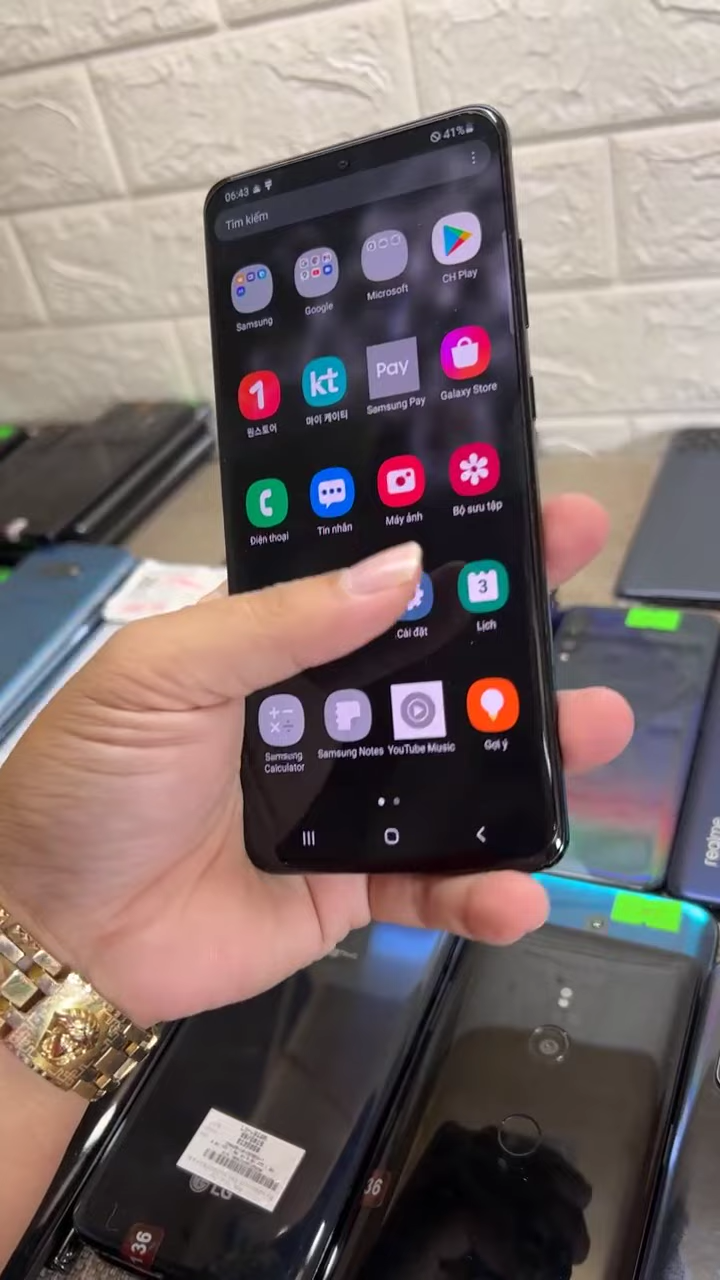 06:43
41%
Tìm kiếm
Samsung
Google
Microsoft
CH Play
1
kt
Pay
원스토어
마이 케이티
Samsung Pay
Galaxy Store
Điện thoại
Tin nhắn
Máy ảnh
Bộ sưu tập
3
Cài đặt
Lịch
Samsung Calculator
Samsung Notes
YouTube Music
Gợi ý
realme
LG
136
36